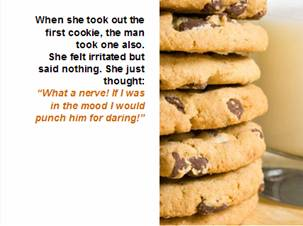 When she took out the
first cookie, the man
took one also.
She felt irritated but
said nothing. She just
thought:
“What a nerve! If I was
in the mood I would
punch him for daring!”